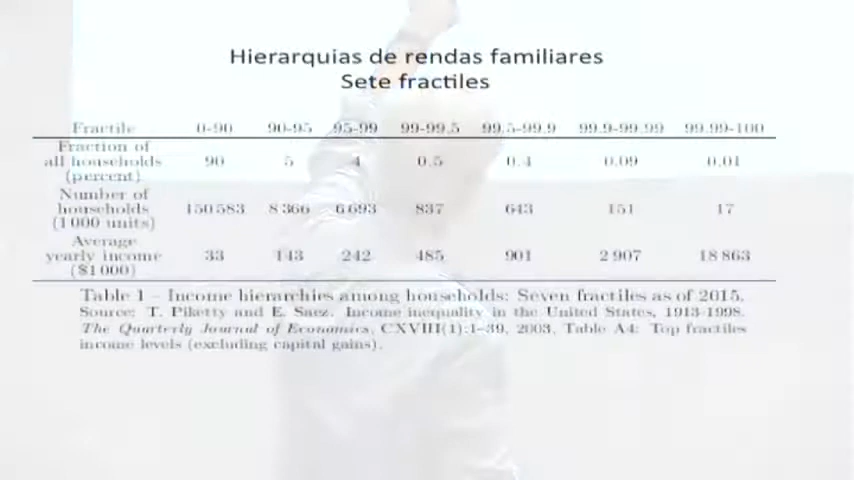 Hierarquias de rendas familiares
Sete fractiles
Fractile 0-90 90-95 95-99 99-99.5 99.5-99.9 99.9-99.99 99.99-100
Fraction of
all households 90 5 4 0.5 0.4 0.09 0.01
(percent)
Number of
households 150 583 8 366 6 693 837 643 151 17
(1 000 units)
Average
yearly income 33 143 242 485 901 2 907 18 863
($1 000)
Table 1 – Income hierarchies among households: Seven fractiles as of 2015.
Source: T. Piketty and E. Saez. Income inequality in the United States, 1913-1998.
The Quarterly Journal of Economics, CXVIII(1):1–39, 2003, Table A4: Top fractiles
income levels (excluding capital gains).